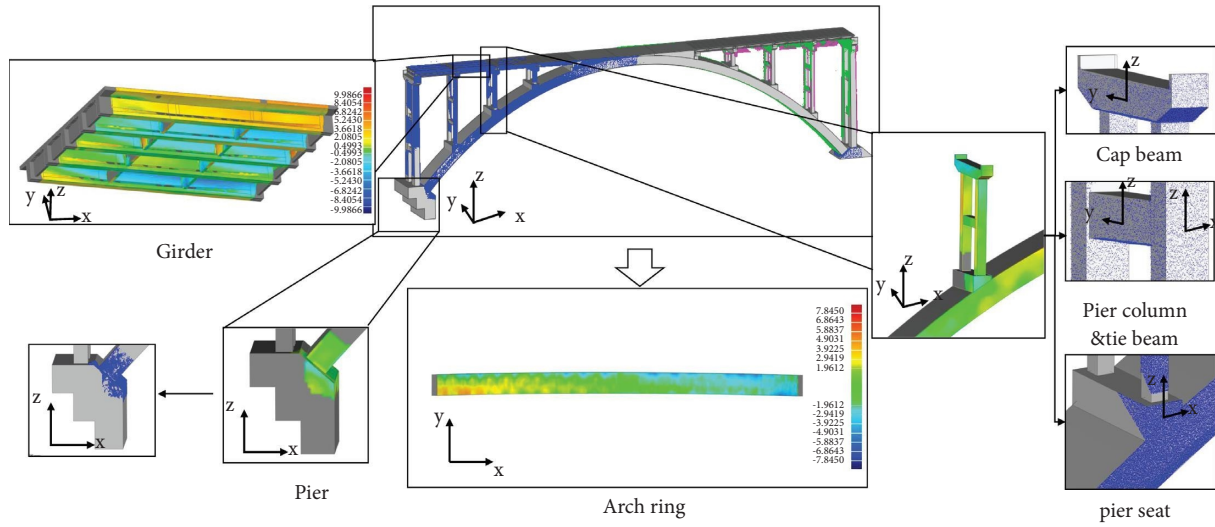 9.9866
8.4054
6.8242
5.2430
3.6618
2.0805
0.4993
-0.4993
-2.0805
-3.6618
-5.2430
-6.8242
-8.4054
-9.9866
y
z
x
Girder
y
z
x
z
y
x
z
y
Cap beam
z
y
z
x
Pier column
&tie beam
z
x
pier seat
z
x
z
x
Pier
7.8450
6.8643
5.8837
4.9031
3.9225
2.9419
1.9612
-1.9612
-2.9419
-3.9225
-4.9031
-5.8837
-6.8643
-7.8450
y
x
Arch ring